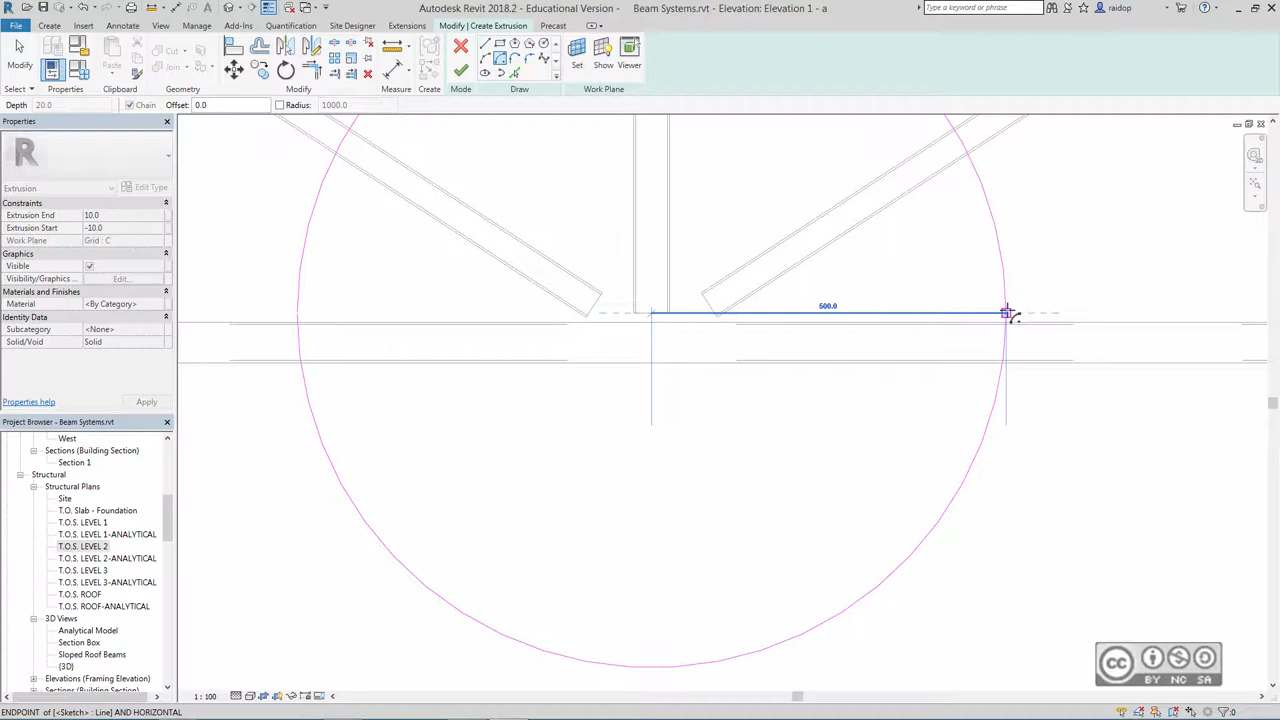 Autodesk Revit 2018.2 - Educational Version - Beam Systems.rvt - Elevation: Elevation 1 - a
Type a keyword or phrase
raidop
File Create Insert Annotate View Manage Add-Ins Quantification Site Designer Extensions Modify | Create Extrusion Precast
Modify
Paste
Cut
Join
Create
Set Show Viewer
Select Properties Clipboard Geometry Modify Measure Create Mode Draw Work Plane
Depth 20.0 Chain Offset: 0.0 Radius: 1000.0
Properties
R
Extrusion Edit Type
Constraints
Extrusion End 10.0
Extrusion Start -10.0
Work Plane Grid : C
Graphics
Visible
Visibility/Graphics ... Edit...
Materials and Finishes
Material <By Category>
Identity Data
Subcategory <None>
Solid/Void Solid
Properties help Apply
Project Browser - Beam Systems.rvt
West
Sections (Building Section)
Section 1
Structural
Structural Plans
Site
T.O. Slab - Foundation
T.O.S. LEVEL 1
T.O.S. LEVEL 1-ANALYTICAL
T.O.S. LEVEL 2
T.O.S. LEVEL 2-ANALYTICAL
T.O.S. LEVEL 3
T.O.S. LEVEL 3-ANALYTICAL
T.O.S. ROOF
T.O.S. ROOF-ANALYTICAL
3D Views
Analytical Model
Section Box
Sloped Roof Beams
{3D}
Elevations (Framing Elevation)
500.0
cc
BY NC SA
1 : 100
ENDPOINT of [<Sketch> : Line] AND HORIZONTAL
:0